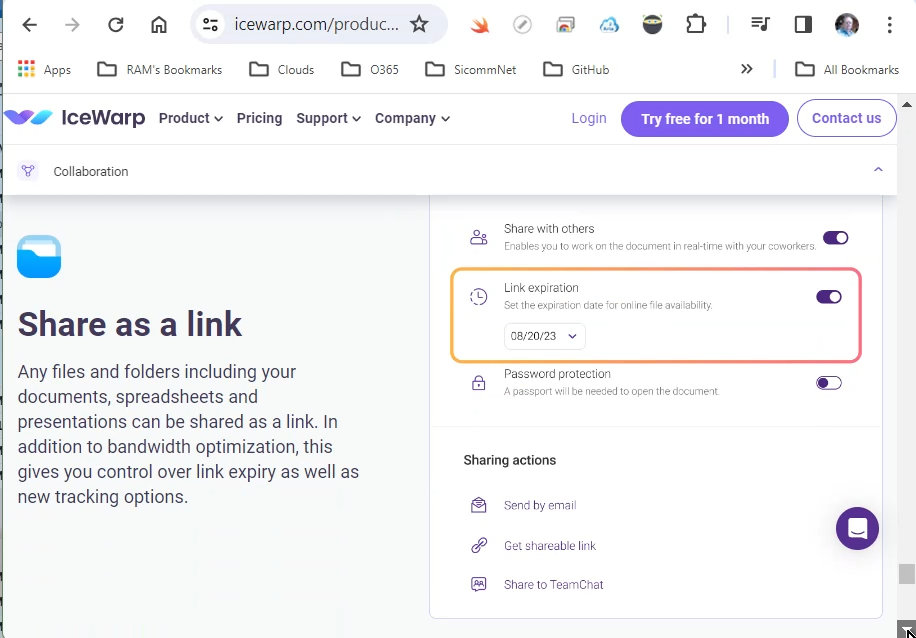 icewarp.com/produc...
Apps
RAM's Bookmarks
Clouds
O365
SicommNet
GitHub
All Bookmarks
IceWarp
Product
Pricing
Support
Company
Login
Try free for 1 month
Contact us
Collaboration
Share as a link
Any files and folders including your
documents, spreadsheets and
presentations can be shared as a link. In
addition to bandwidth optimization, this
gives you control over link expiry as well as
new tracking options.
Share with others
Enables you to work on the document in real-time with your coworkers.
Link expiration
Set the expiration date for online file availability.
08/20/23
Password protection
A passport will be needed to open the document.
Sharing actions
Send by email
Get shareable link
Share to TeamChat